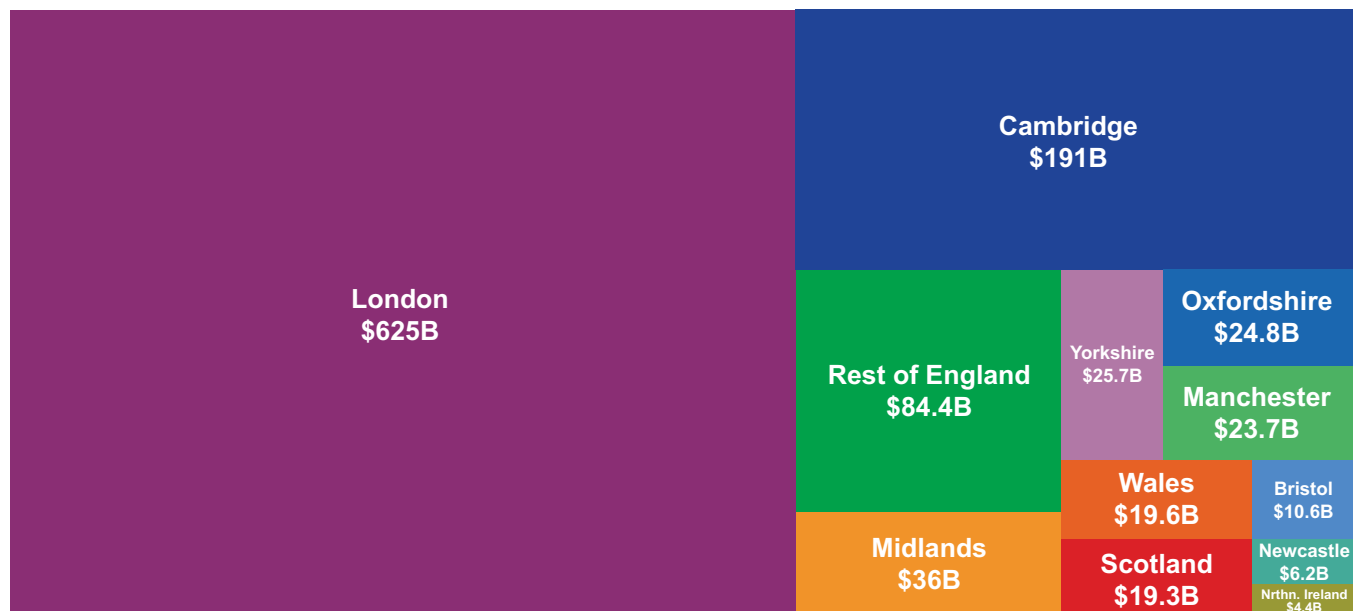 London
$625B
Cambridge
$191B
Rest of England
$84.4B
Midlands
$36B
Yorkshire
$25.7B
Oxfordshire
$24.8B
Manchester
$23.7B
Wales
$19.6B
Scotland
$19.3B
Bristol
$10.6B
Newcastle
$6.2B
Nrthn. Ireland
$4.4B